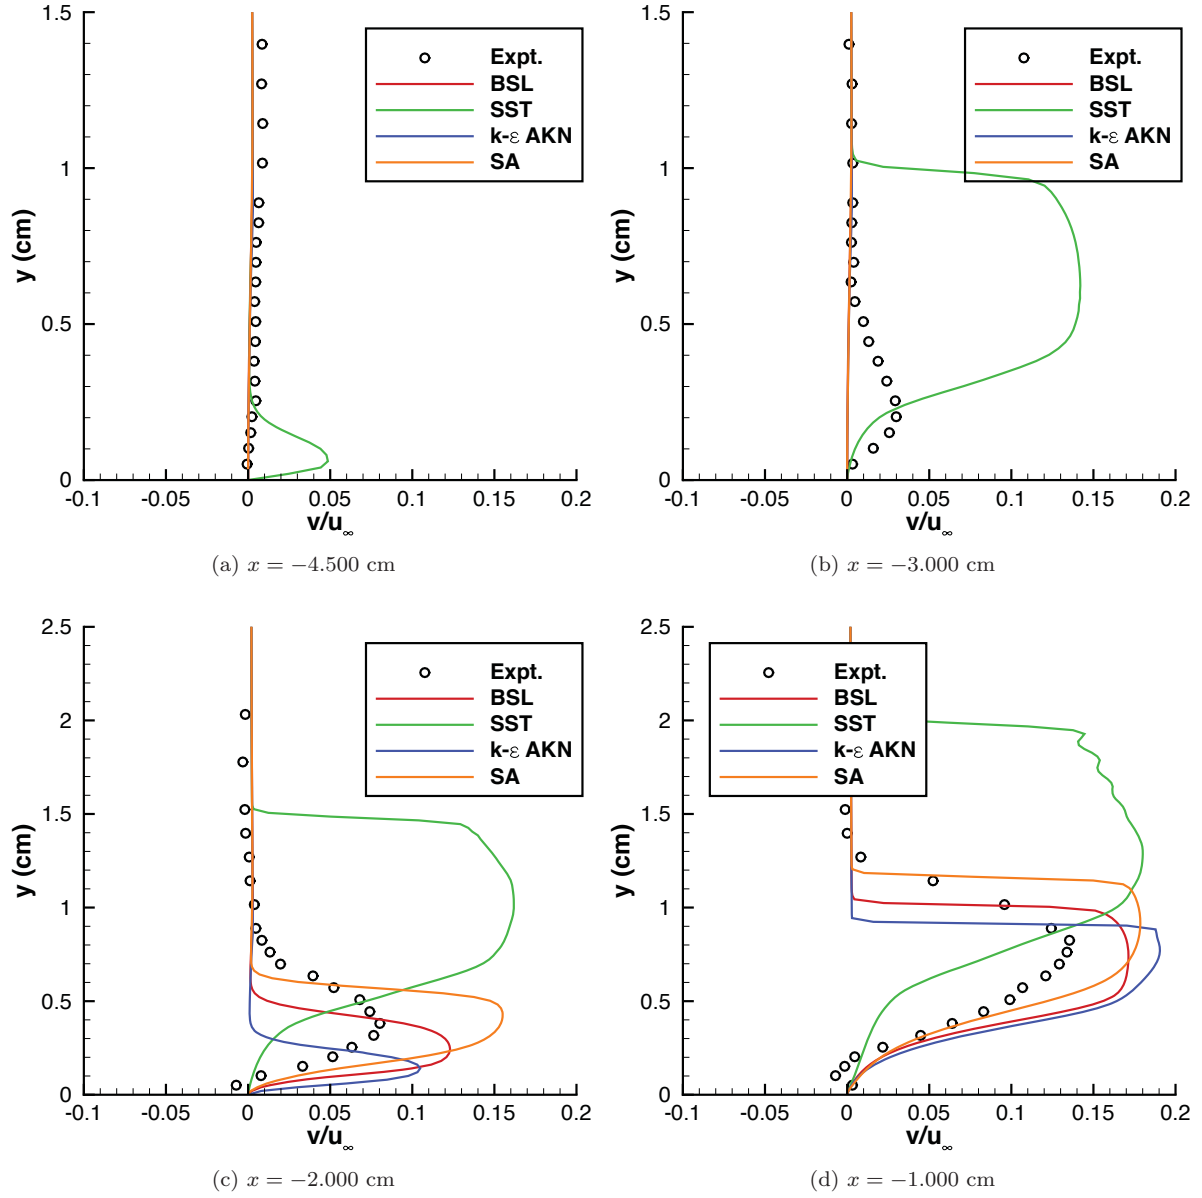 1.5
1
0.5
0
y (cm)
-0.1 -0.05 0 0.05 0.1 0.15 0.2
v/u∞
Expt.
BSL
SST
k-ε AKN
SA
(a) x = −4.500 cm
1.5
1
0.5
0
y (cm)
-0.1 -0.05 0 0.05 0.1 0.15 0.2
v/u∞
Expt.
BSL
SST
k-ε AKN
SA
(b) x = −3.000 cm
2.5
2
1.5
1
0.5
0
y (cm)
-0.1 -0.05 0 0.05 0.1 0.15 0.2
v/u∞
Expt.
BSL
SST
k-ε AKN
SA
(c) x = −2.000 cm
2.5
2
1.5
1
0.5
0
y (cm)
-0.1 -0.05 0 0.05 0.1 0.15 0.2
v/u∞
Expt.
BSL
SST
k-ε AKN
SA
(d) x = −1.000 cm